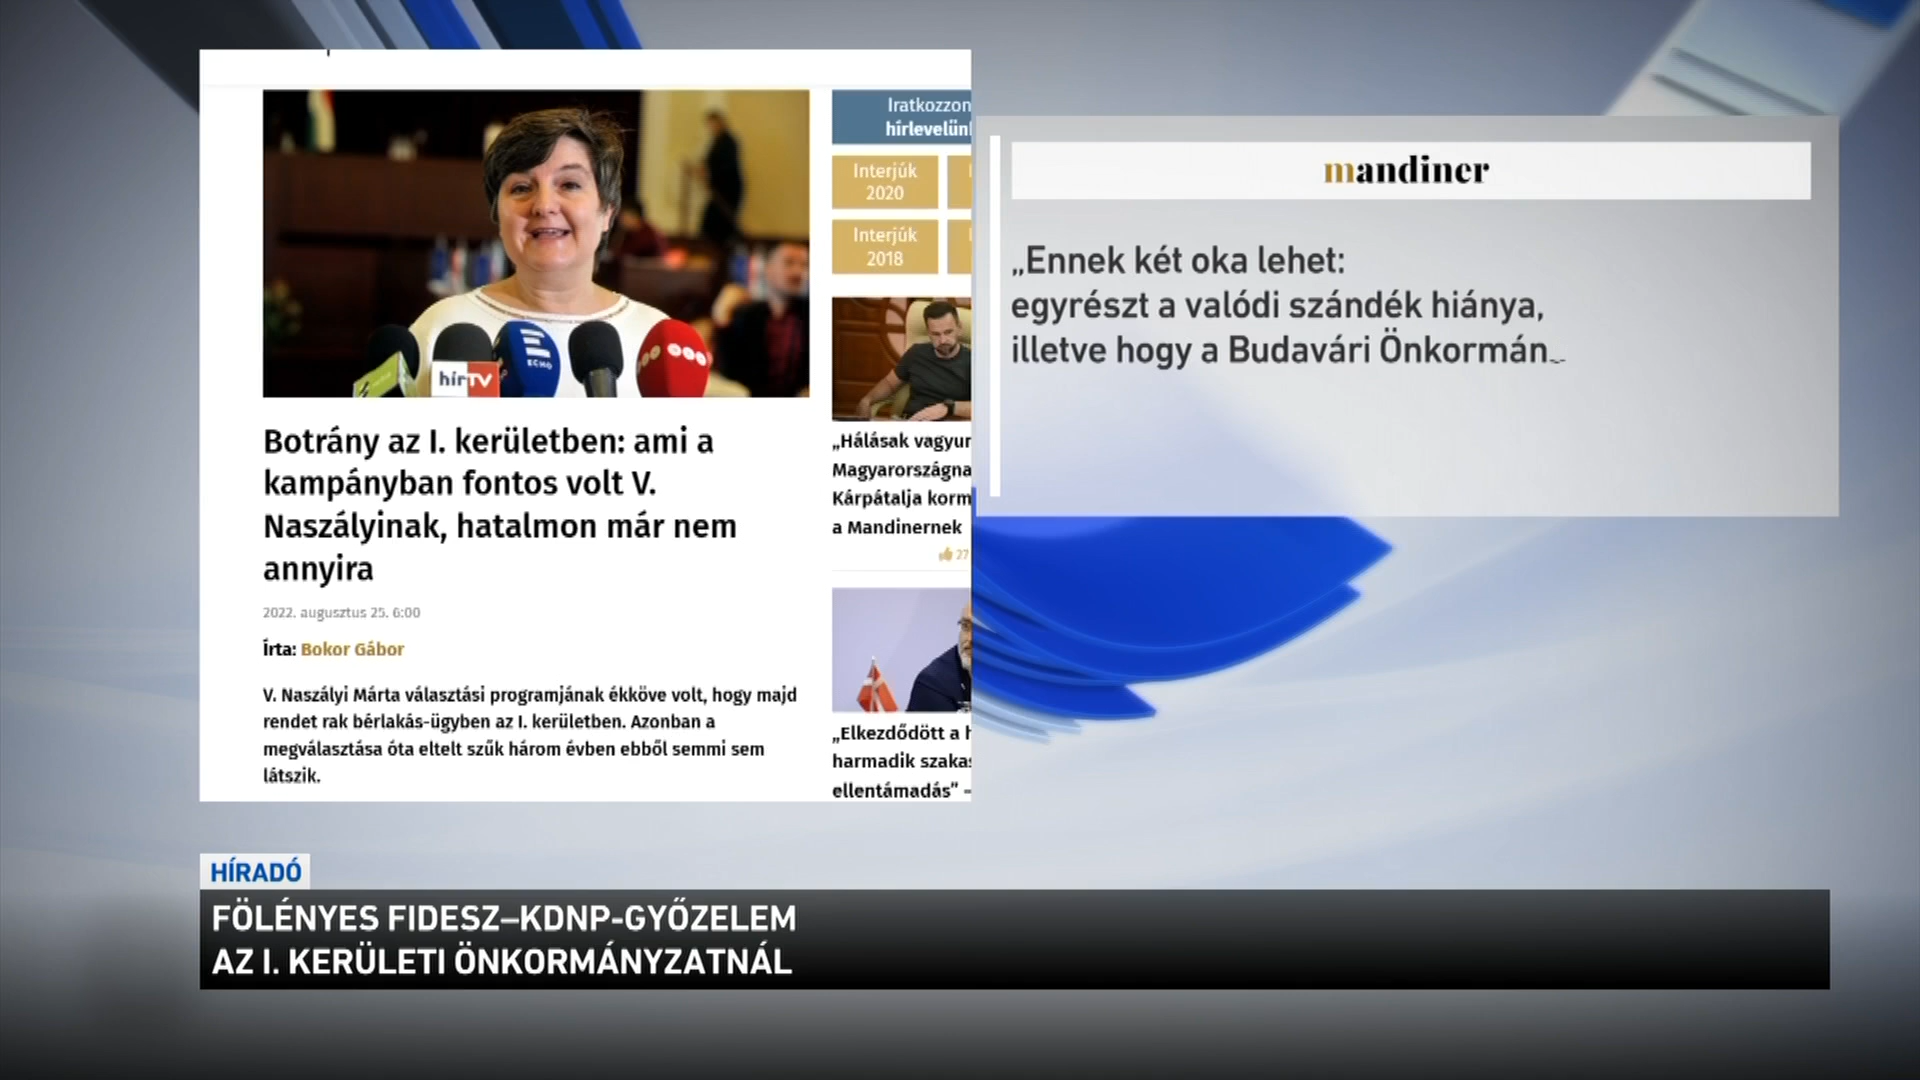 Iratkozzon
hírlevelün
Interjúk
2020
Interjúk
2018
hírTV
ECHO
Botrány az I. kerületben: ami a
kampányban fontos volt V.
Naszályinak, hatalmon már nem
annyira
2022. augusztus 25. 6:00
Írta: Bokor Gábor
V. Naszályi Márta választási programjának ékköve volt, hogy majd
rendet rak bérlakás-ügyben az I. kerületben. Azonban a
megválasztása óta eltelt szűk három évben ebből semmi sem
látszik.
„Hálásak vagyun
Magyarországna
Kárpátalja korm
a Mandinernek
27
„Elkezdődött a h
harmadik szakas
ellentámadás” –
mandiner
„Ennek két oka lehet:
egyrészt a valódi szándék hiánya,
illetve hogy a Budavári Önkormán
HÍRADÓ
FÖLÉNYES FIDESZ–KDNP-GYŐZELEM
AZ I. KERÜLETI ÖNKORMÁNYZATNÁL